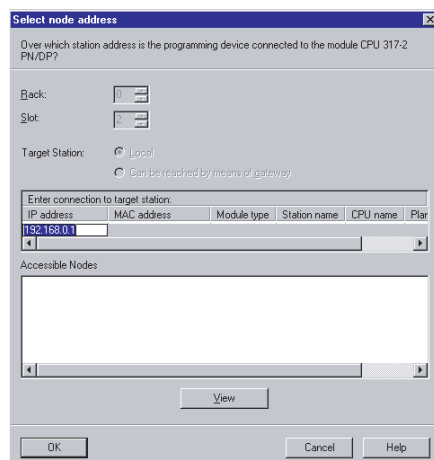 Select node address
Over which station address is the programming device connected to the module CPU 317-2
PN/DP?
Rack: 0
Slot: 2
Target Station: Local
Can be reached by means of gateway
Enter connection to target station:
IP address MAC address Module type Station name CPU name Plar
192.168.0.1
Accessible Nodes
View
OK Cancel Help